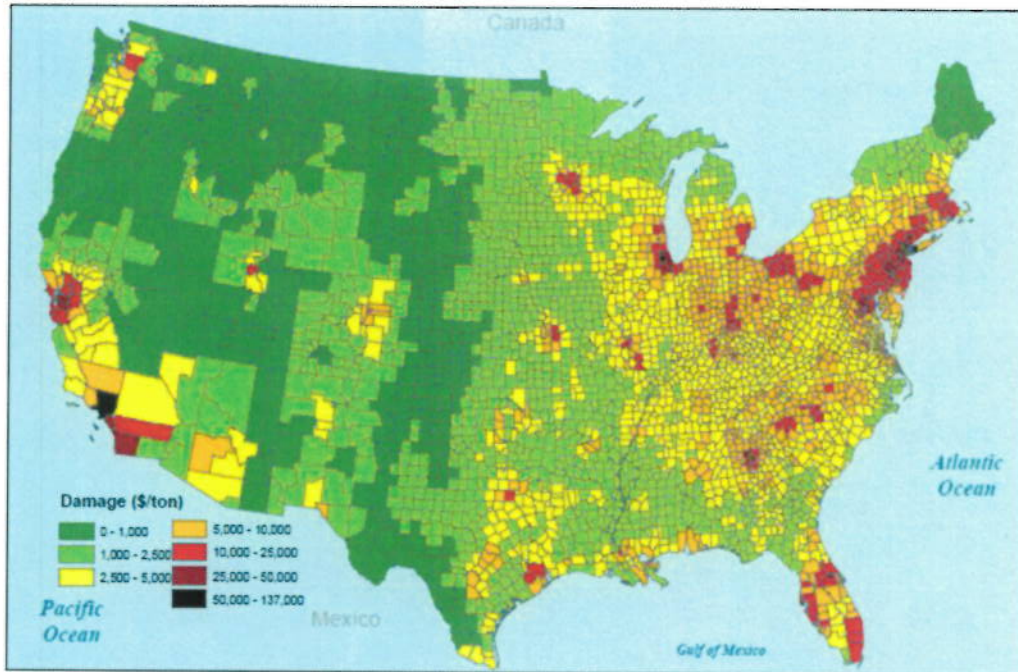 Canada
Atlantic
Ocean
Damage ($/ton)
0 - 1,000
1,000 - 2,500
2,500 - 5,000
5,000 - 10,000
10,000 - 25,000
25,000 - 50,000
50,000 - 137,000
Pacific
Ocean
Mexico
Gulf of Mexico